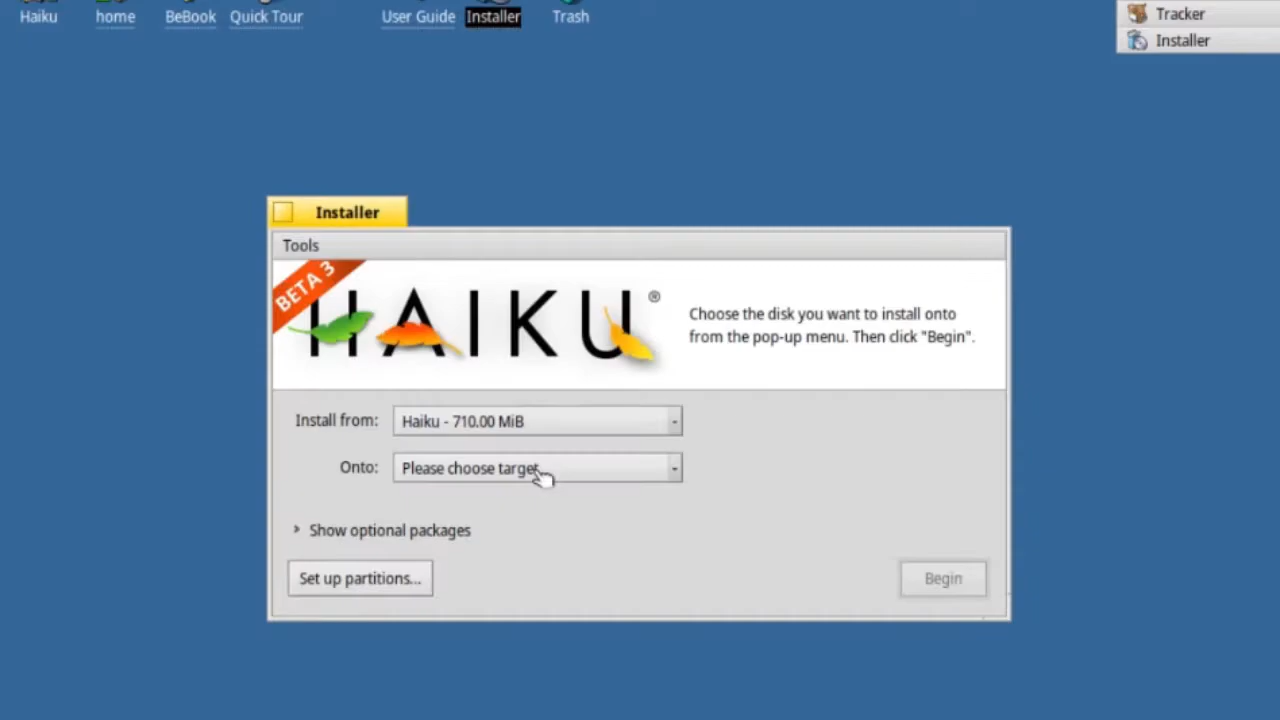 Haiku
home
BeBook
Quick Tour
User Guide
Installer
Trash
Tracker
Installer
Installer
Tools
BETA 3
HAIKU®
Choose the disk you want to install onto
from the pop-up menu. Then click "Begin".
Install from:
Haiku - 710.00 MiB
Onto:
Please choose target...
Show optional packages
Set up partitions...
Begin